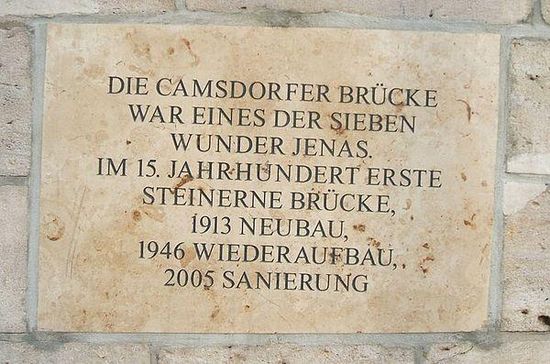 DIE CAMSDORFER BRÜCKE
WAR EINES DER SIEBEN
WUNDER JENAS.
IM 15. JAHRHUNDERT ERSTE
STEINERNE BRÜCKE,
1913 NEUBAU,
1946 WIEDERAUFBAU,
2005 SANIERUNG